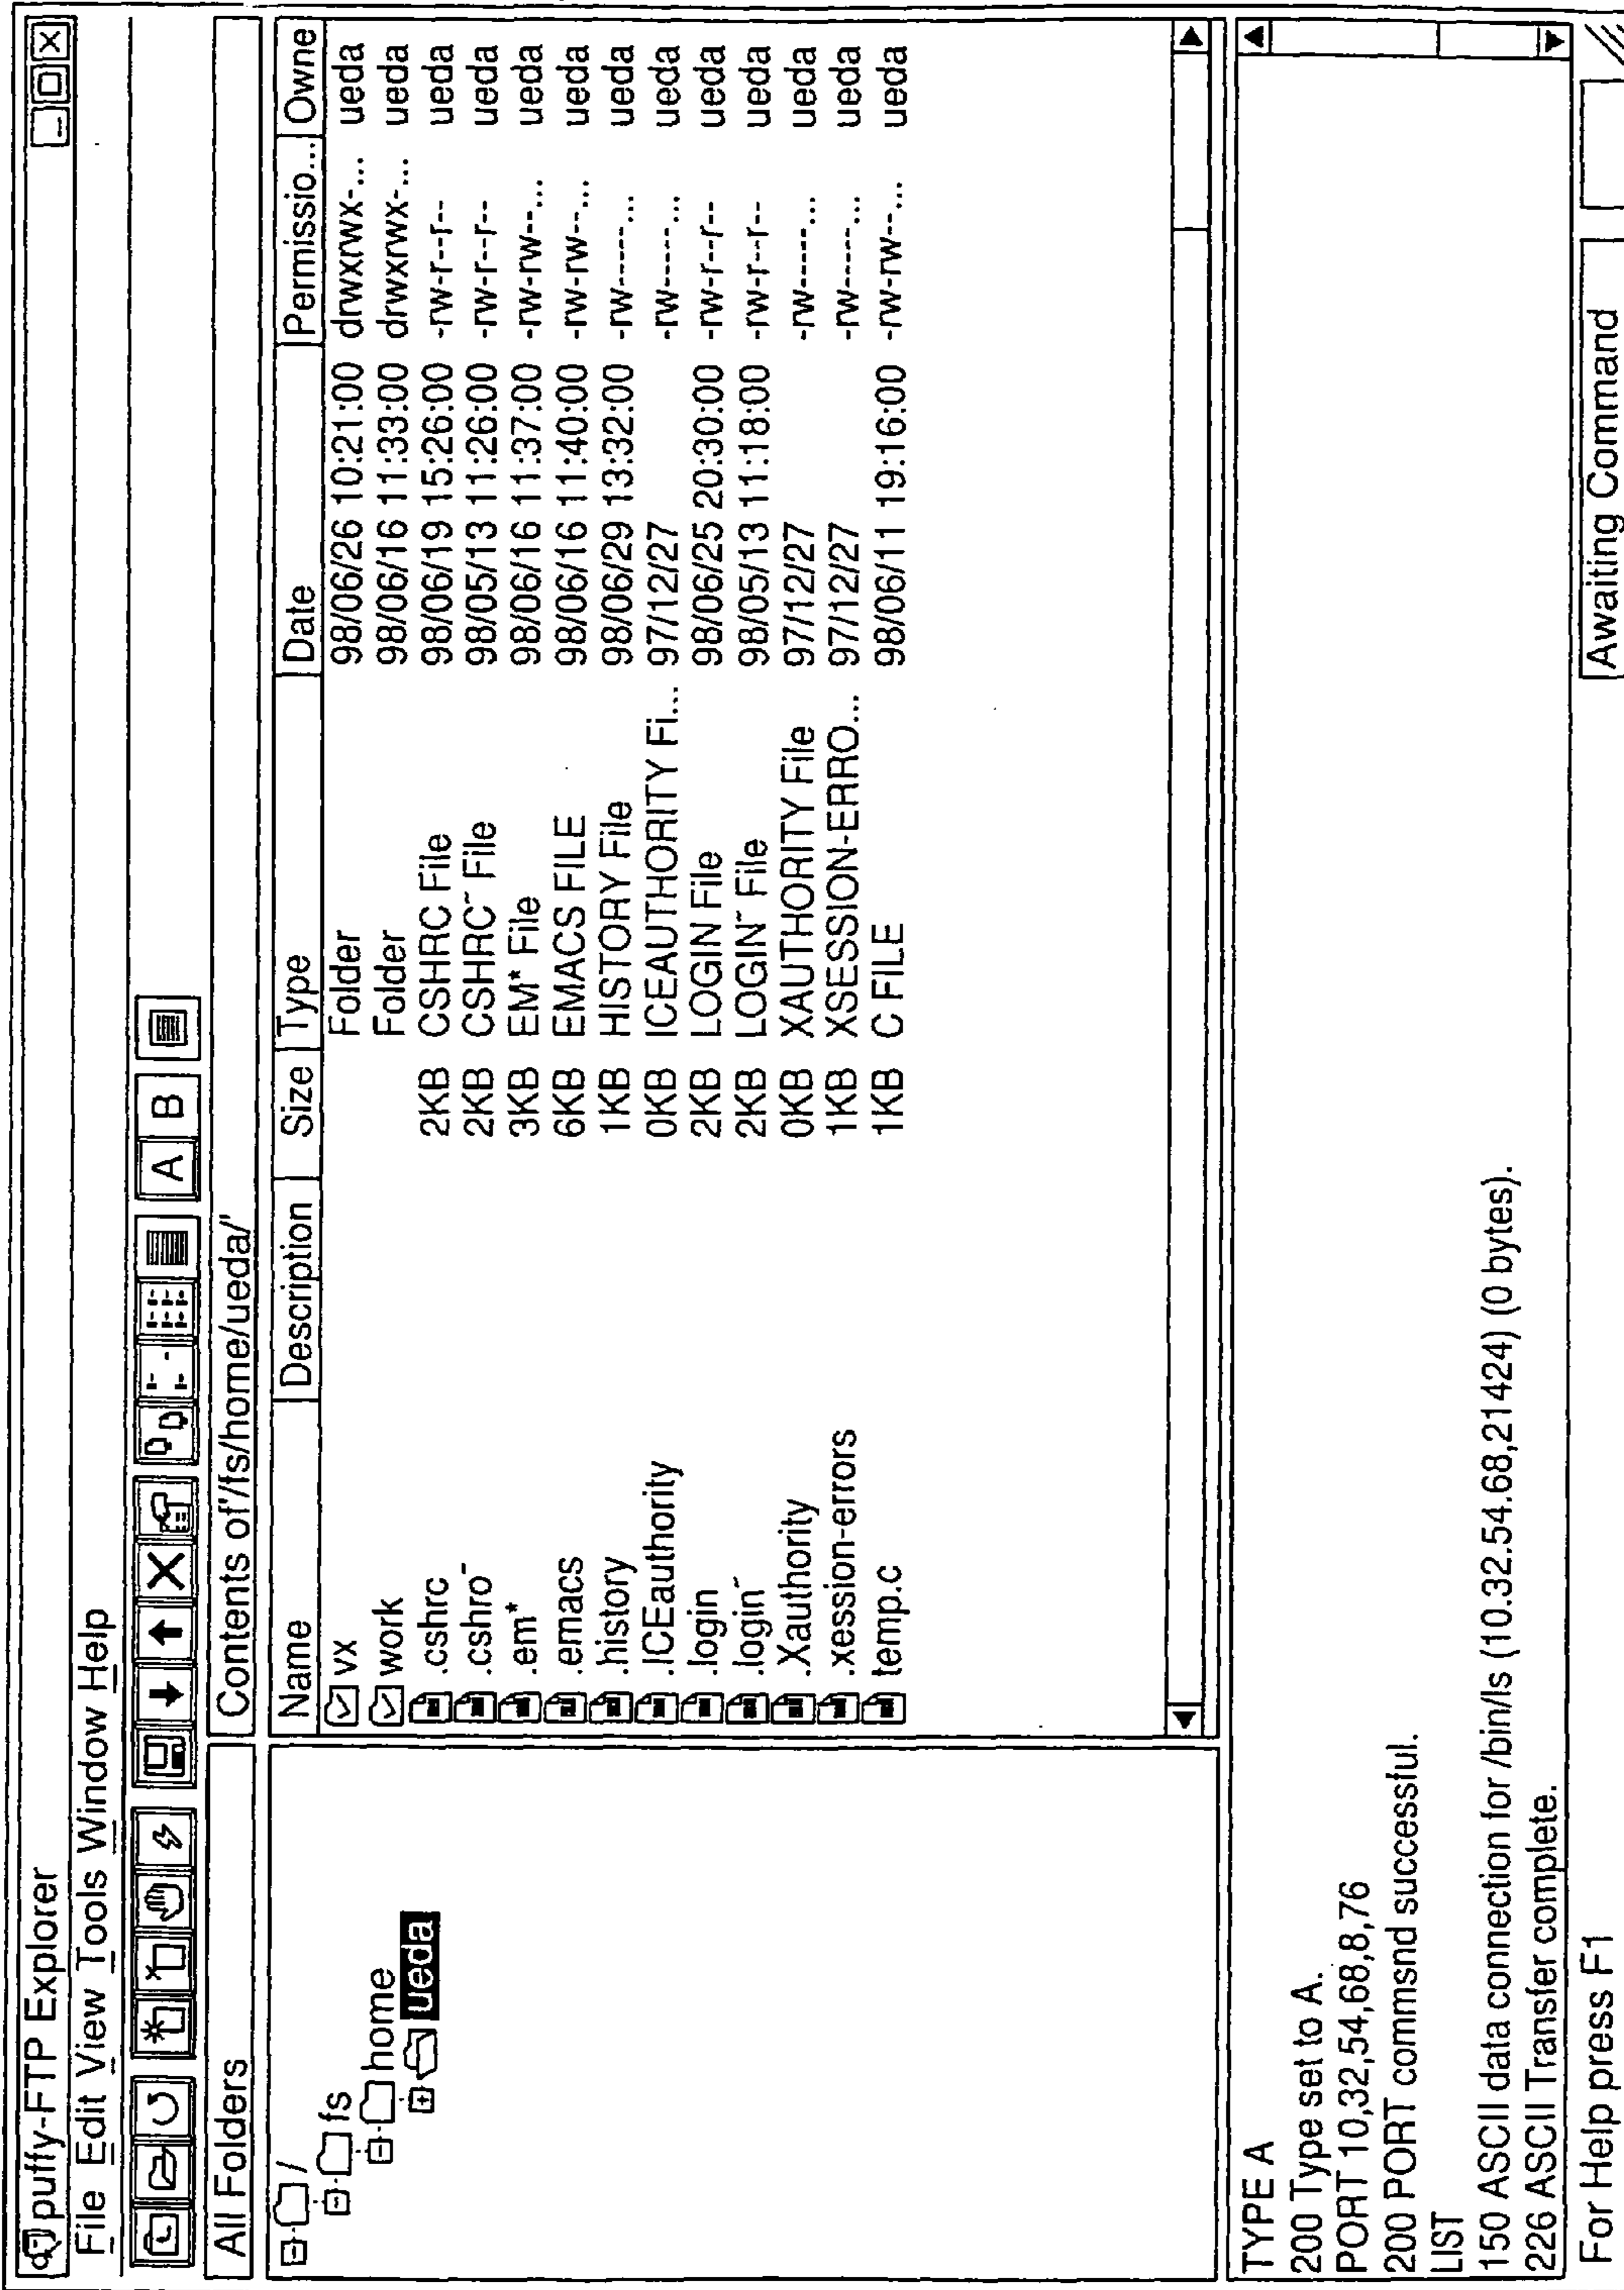 puffy-FTP Explorer
File Edit View Tools Window Help
A B
All Folders
Contents of'/fs/home/ueda/'
/
fs
home
ueda
Name Description Size Type Date Permissio... Owne
vx Folder 98/06/26 10:21:00 drwxrwx-... ueda
work Folder 98/06/16 11:33:00 drwxrwx-... ueda
.cshrc 2KB CSHRC File 98/06/19 15:26:00 -rw-r--r-- ueda
.cshro~ 2KB CSHRC~ File 98/05/13 11:26:00 -rw-r--r-- ueda
.em* 3KB EM* File 98/06/16 11:37:00 -rw-rw--... ueda
.emacs 6KB EMACS FILE 98/06/16 11:40:00 -rw-rw--... ueda
.history 1KB HISTORY File 98/06/29 13:32:00 -rw-----... ueda
.ICEauthority 0KB ICEAUTHORITY Fi... 97/12/27 -rw-----... ueda
.login 2KB LOGIN File 98/06/25 20:30:00 -rw-r--r-- ueda
.login~ 2KB LOGIN~ File 98/05/13 11:18:00 -rw-r--r-- ueda
.Xauthority 0KB XAUTHORITY File 97/12/27 -rw-----... ueda
.xession-errors 1KB XSESSION-ERRO... 97/12/27 -rw-----... ueda
temp.c 1KB C FILE 98/06/11 19:16:00 -rw-rw--... ueda
TYPE A
200 Type set to A.
PORT 10,32,54,68,8,76
200 PORT commsnd successful.
LIST
150 ASCII data connection for /bin/ls (10.32.54.68,21424) (0 bytes).
226 ASCII Transfer complete.
For Help press F1
Awaiting Command